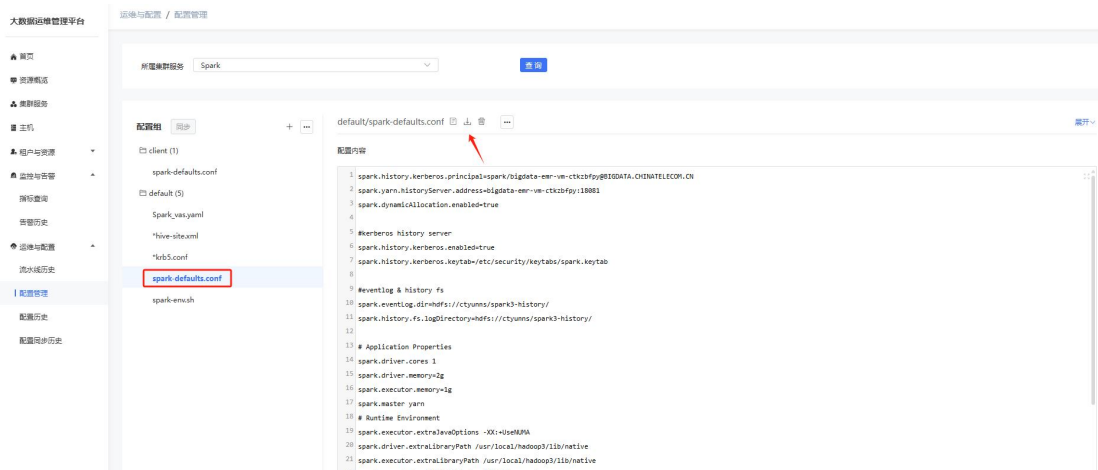 大数据运维管理平台
运维与配置 / 配置管理
首页
资源概览
集群服务
主机
租户与资源
监控与告警
指标查询
告警历史
运维与配置
流水线历史
配置管理
配置历史
配置同步历史
所属集群服务 Spark
查询
配置组 同步 + ...
client (1)
spark-defaults.conf
default (5)
Spark_vas.yaml
*hive-site.xml
*krb5.conf
spark-defaults.conf
spark-env.sh
default/spark-defaults.conf ...
展开
配置内容
1 spark.history.kerberos.principal=spark/bigdata-emr-vm-ctkzbfpy@BIGDATA.CHINATELECOM.CN
2 spark.yarn.historyServer.address=bigdata-emr-vm-ctkzbfpy:18081
3 spark.dynamicAllocation.enabled=true
4
5 #kerberos history server
6 spark.history.kerberos.enabled=true
7 spark.history.kerberos.keytab=/etc/security/keytabs/spark.keytab
8
9 #eventlog & history fs
10 spark.eventLog.dir=hdfs://ctyunns/spark3-history/
11 spark.history.fs.logDirectory=hdfs://ctyunns/spark3-history/
12
13 # Application Properties
14 spark.driver.cores 1
15 spark.driver.memory=2g
16 spark.executor.memory=1g
17 spark.master yarn
18 # Runtime Environment
19 spark.executor.extraJavaOptions -XX:+UseNUMA
20 spark.driver.extraLibraryPath /usr/local/hadoop3/lib/native
21 spark.executor.extraLibraryPath /usr/local/hadoop3/lib/native